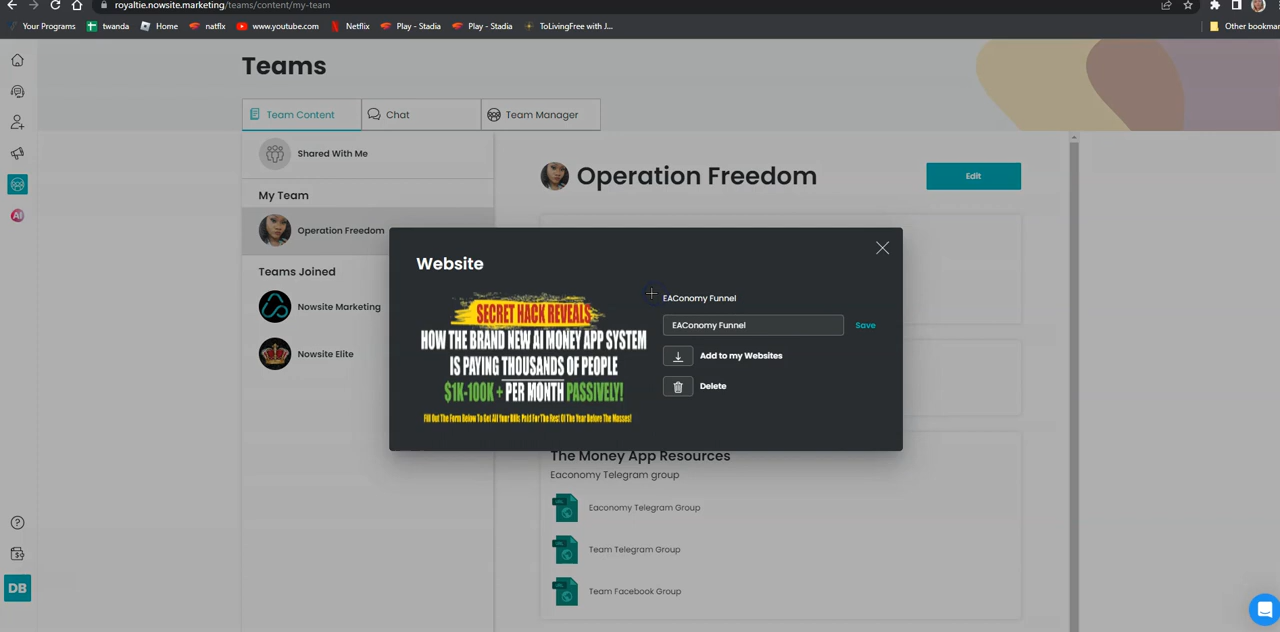 royaltie.nowsite.marketing/teams/content/my-team
Your Programs
twanda
Home
natflx
www.youtube.com
Netflix
Play - Stadia
Play - Stadia
ToLivingFree with J...
Other bookmar
Teams
Team Content
Chat
Team Manager
Shared With Me
My Team
Operation Freedom
Teams Joined
Nowsite Marketing
Nowsite Elite
Operation Freedom
Edit
Website
SECRET HACK REVEALS
HOW THE BRAND NEW AI MONEY APP SYSTEM
IS PAYING THOUSANDS OF PEOPLE
$1K-100K + PER MONTH PASSIVELY!
Fill Out The Form Below To Get All Your Bills Paid For The Rest Of The Year Before The Masses!
EAConomy Funnel
EAConomy Funnel
Save
Add to my Websites
Delete
The Money App Resources
Eaconomy Telegram group
Eaconomy Telegram Group
Team Telegram Group
Team Facebook Group
AI
DB